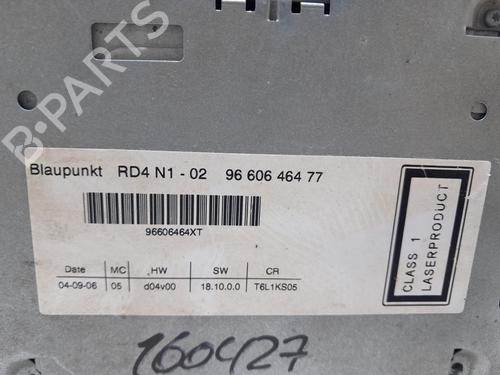 B-PARTS
Blaupunkt RD4 N1 - 02 96 606 464 77
96606464XT
CLASS 1
LASERPRODUCT
Date MC HW SW CR
04-09-06 05 d04v00 18.10.0.0 T6L1KS05
160427